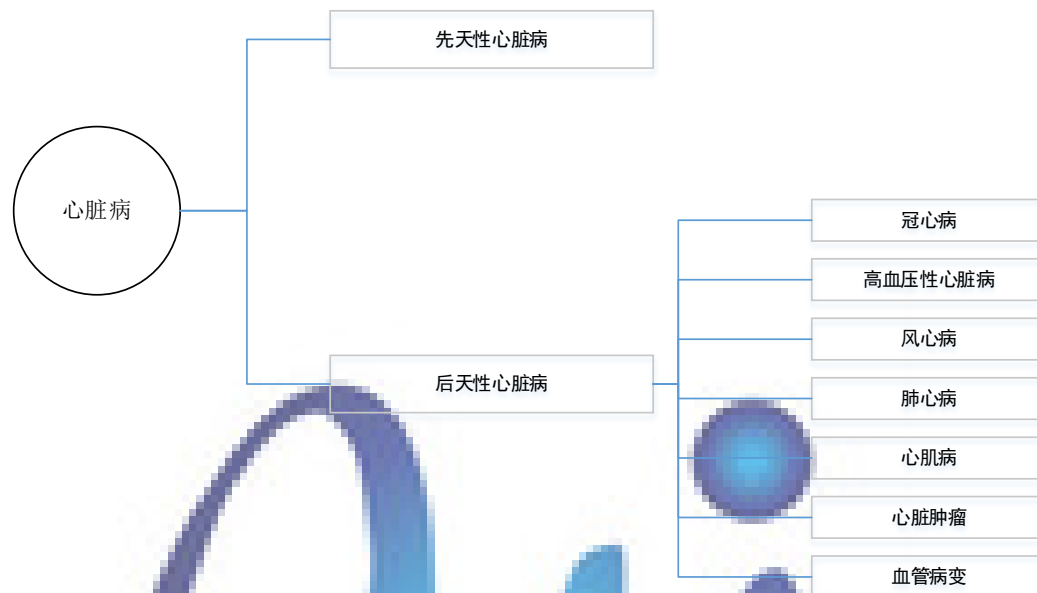 先天性心脏病
心脏病
冠心病
高血压性心脏病
风心病
后天性心脏病
肺心病
心肌病
心脏肿瘤
血管病变